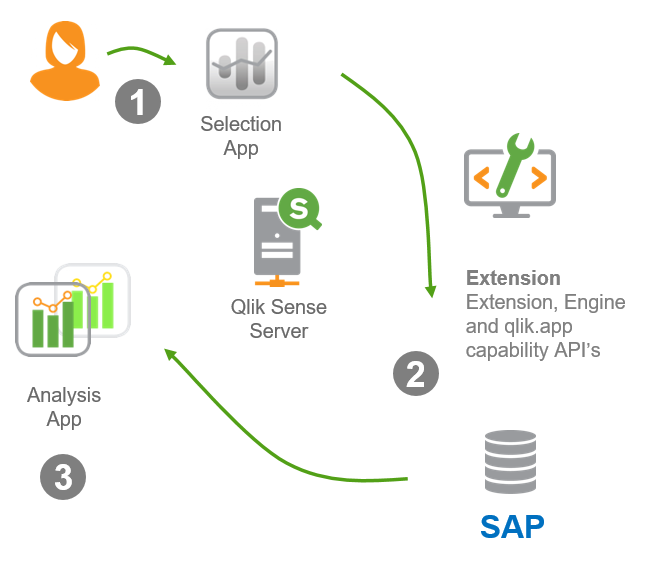 1
Selection
App
S
Qlik Sense
Server
< >
Extension
Extension, Engine
and qlik.app
capability API's
2
Analysis
App
3
SAP